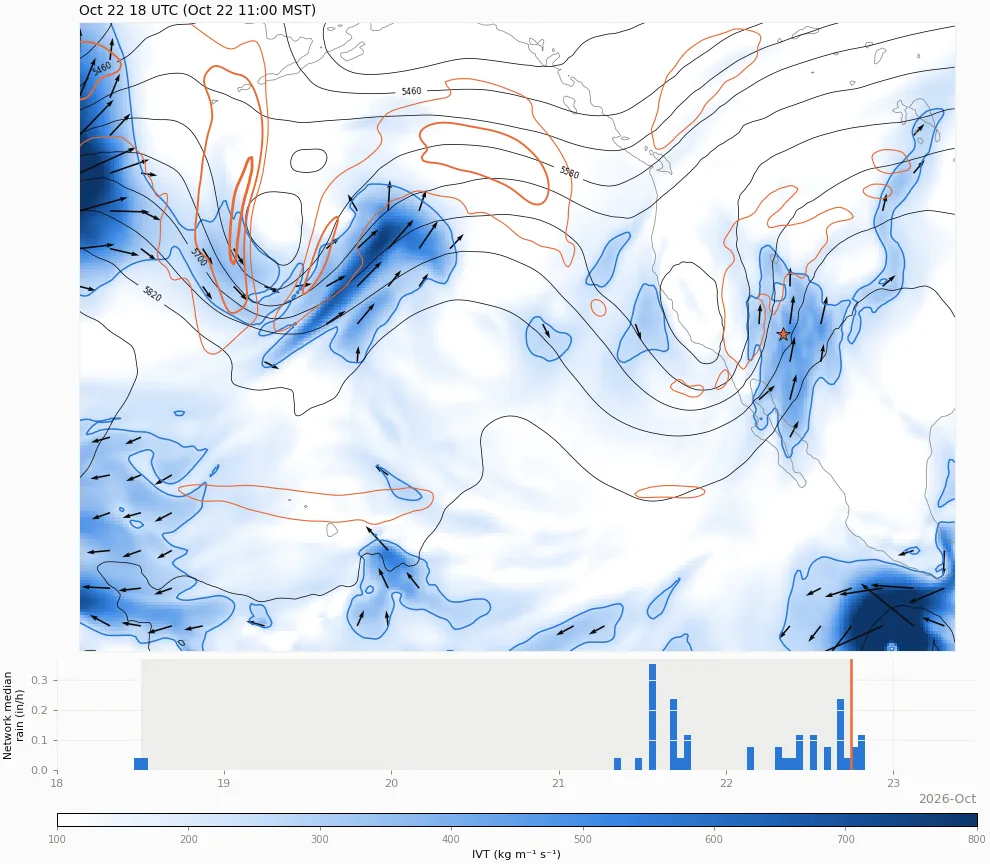 Oct 22 18 UTC (Oct 22 11:00 MST)
5460
5460
5580
5700
5820
Network median
rain (in/h)
0.3
0.2
0.1
0.0
18 19 20 21 22 23
2026-Oct
100 200 300 400 500 600 700 800
IVT (kg m⁻¹ s⁻¹)